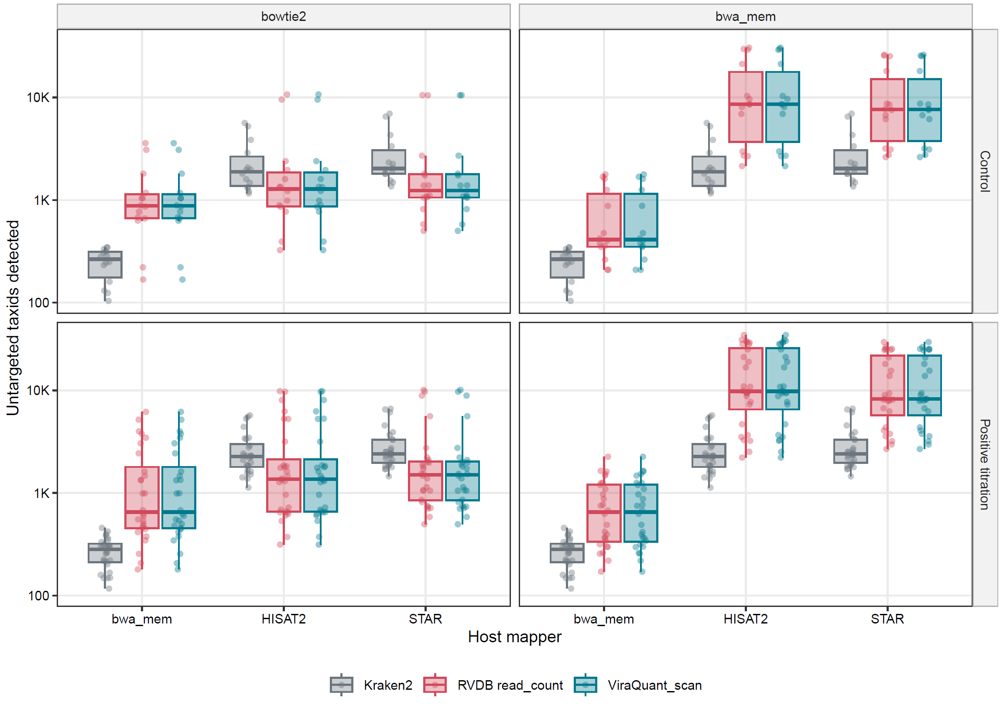 bowtie2
bwa_mem
Untargeted taxids detected
10K
1K
100
Control
10K
1K
100
Positive titration
bwa_mem
HISAT2
STAR
bwa_mem
HISAT2
STAR
Host mapper
Kraken2
RVDB read_count
ViraQuant_scan